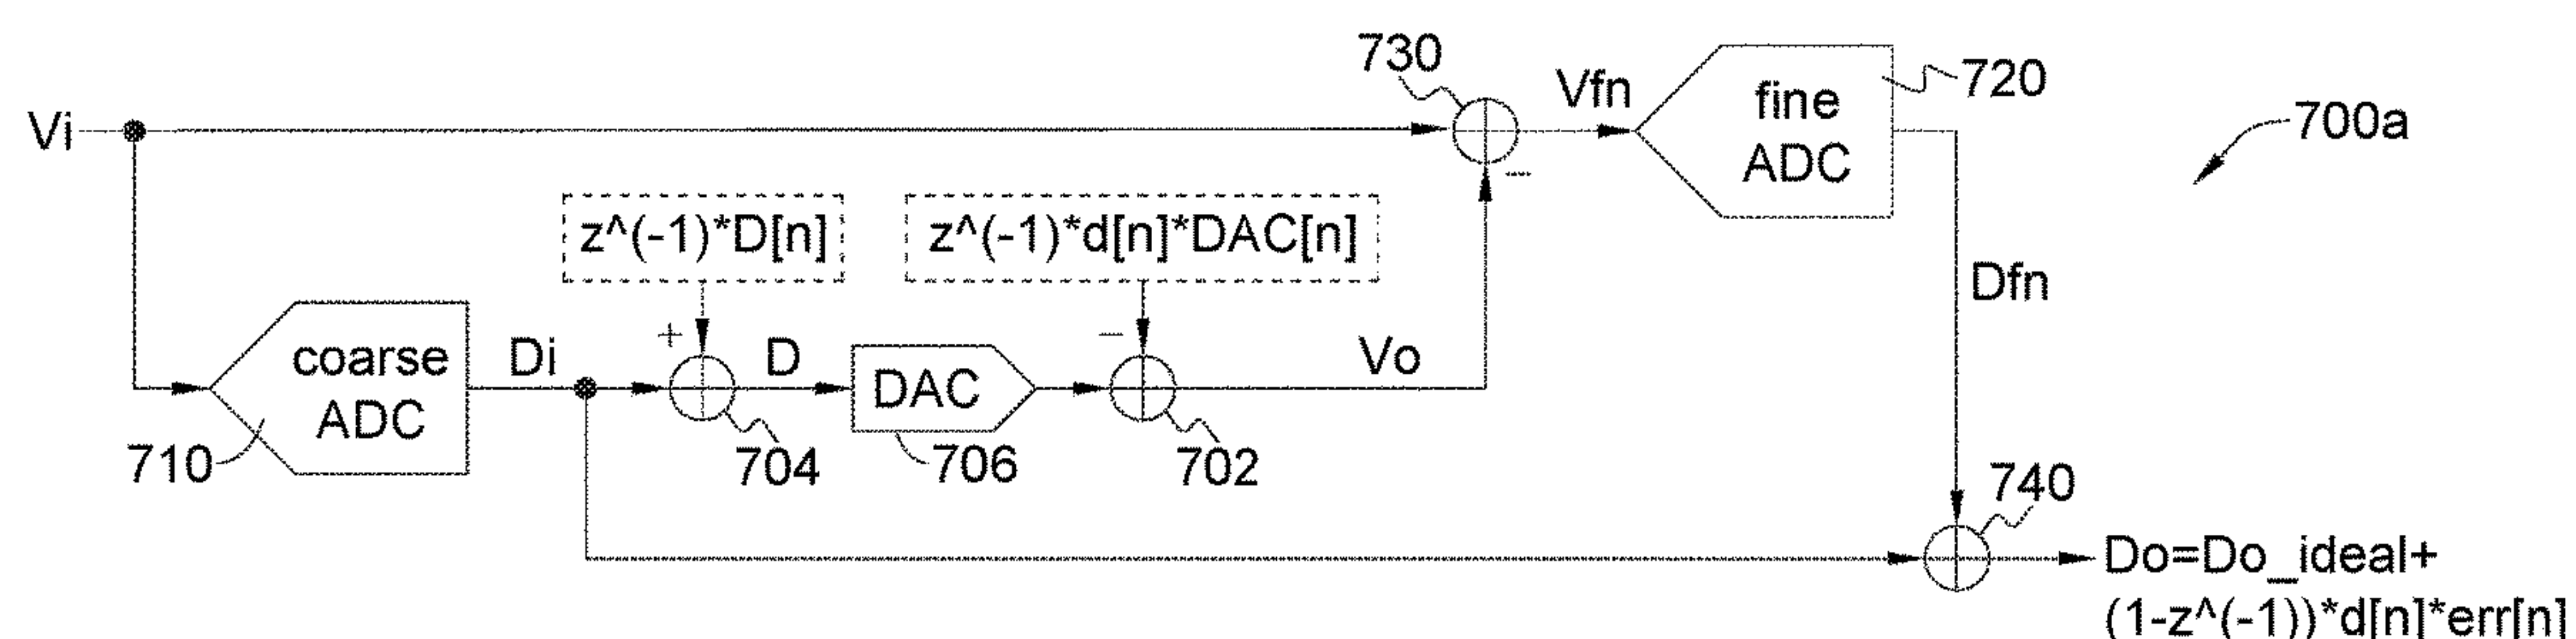 730
Vfn
fine
ADC
720
700a
Vi
z^(-1)*D[n]
z^(-1)*d[n]*DAC[n]
−
Dfn
coarse
ADC
Di
+
D
DAC
−
Vo
710
704
706
702
740
Do=Do_ideal+
(1-z^(-1))*d[n]*err[n]